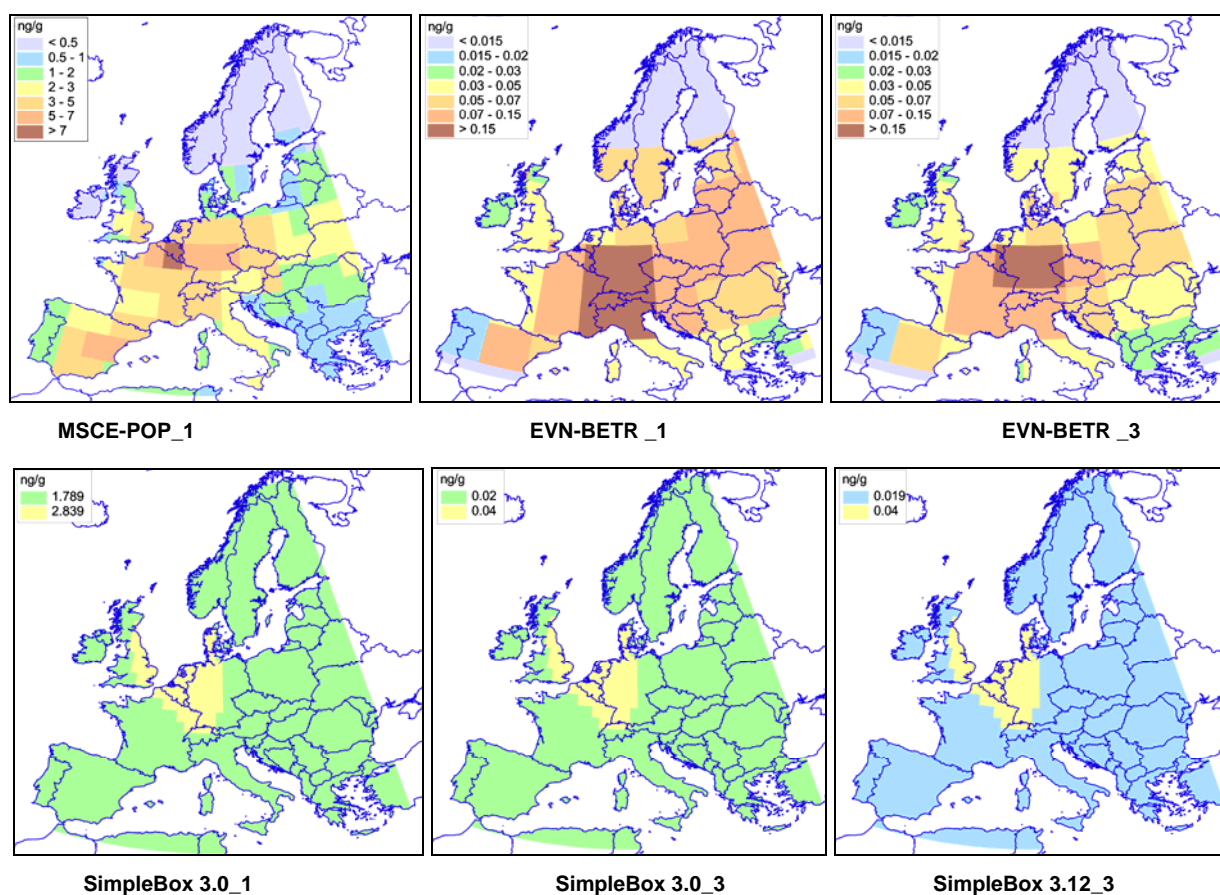 ng/g
< 0.5
0.5 - 1
1 - 2
2 - 3
3 - 5
5 - 7
> 7
ng/g
< 0.015
0.015 - 0.02
0.02 - 0.03
0.03 - 0.05
0.05 - 0.07
0.07 - 0.15
> 0.15
ng/g
< 0.015
0.015 - 0.02
0.02 - 0.03
0.03 - 0.05
0.05 - 0.07
0.07 - 0.15
> 0.15
MSCE-POP_1
EVN-BETR _1
EVN-BETR _3
ng/g
1.789
2.839
ng/g
0.02
0.04
ng/g
0.019
0.04
SimpleBox 3.0_1
SimpleBox 3.0_3
SimpleBox 3.12_3